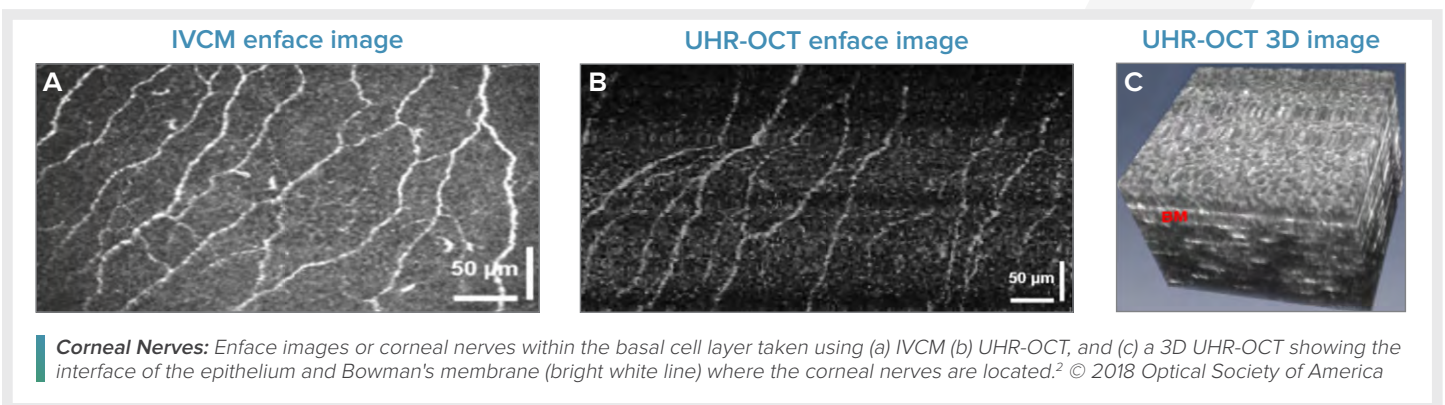 IVCM enface image
UHR-OCT enface image
UHR-OCT 3D image
A
B
C
BM
50 µm
50 µm
Corneal Nerves: Enface images or corneal nerves within the basal cell layer taken using (a) IVCM (b) UHR-OCT, and (c) a 3D UHR-OCT showing the
interface of the epithelium and Bowman's membrane (bright white line) where the corneal nerves are located.² © 2018 Optical Society of America